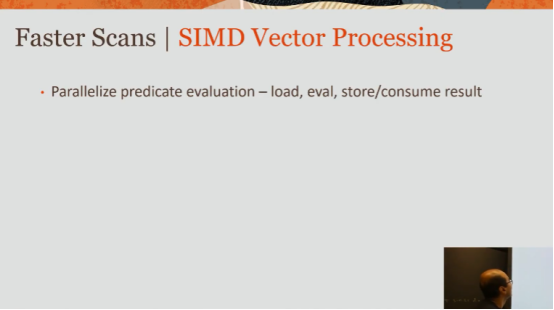 Faster Scans | SIMD Vector Processing
• Parallelize predicate evaluation – load, eval, store/consume result